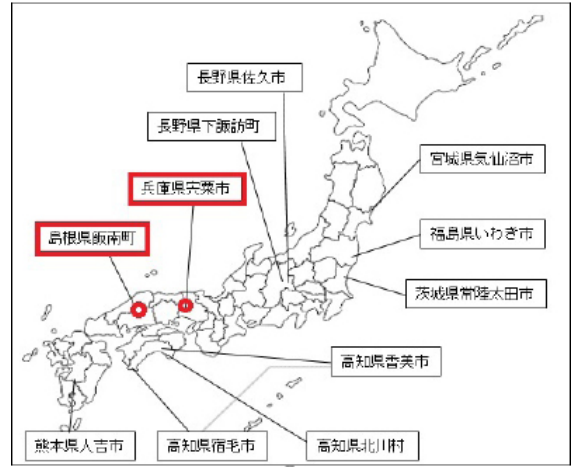 長野県佐久市
長野県下諏訪町
宮城県気仙沼市
兵庫県宍粟市
島根県飯南町
福島県いわき市
茨城県常陸太田市
高知県香美市
熊本県人吉市
高知県宿毛市
高知県北川村